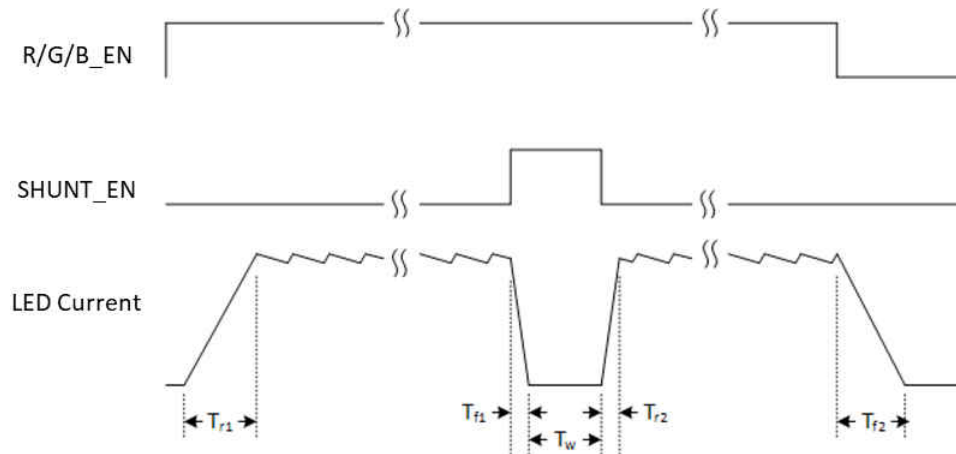 R/G/B_EN
SHUNT_EN
LED Current
Tr1
Tf1
Tr2
Tw
Tf2